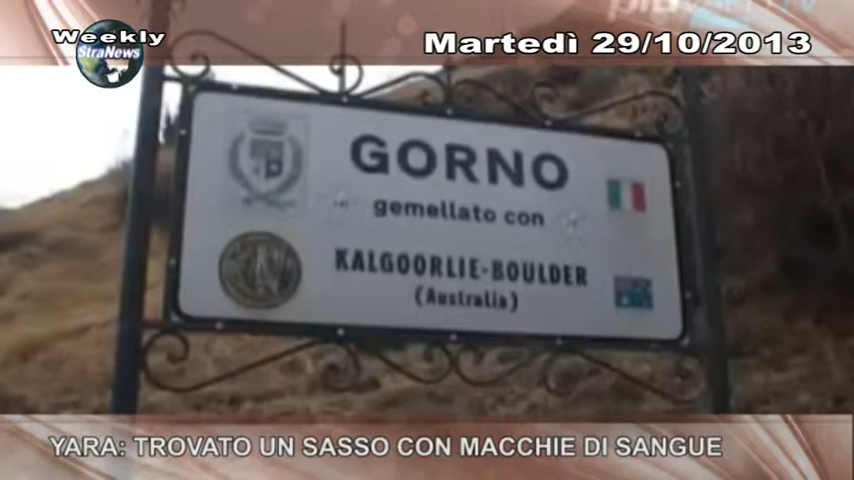 Weekly
StraNews
Martedì 29/10/2013
GORNO
gemellato con
KALGOORLIE-BOULDER
(Australia)
YARA: TROVATO UN SASSO CON MACCHIE DI SANGUE